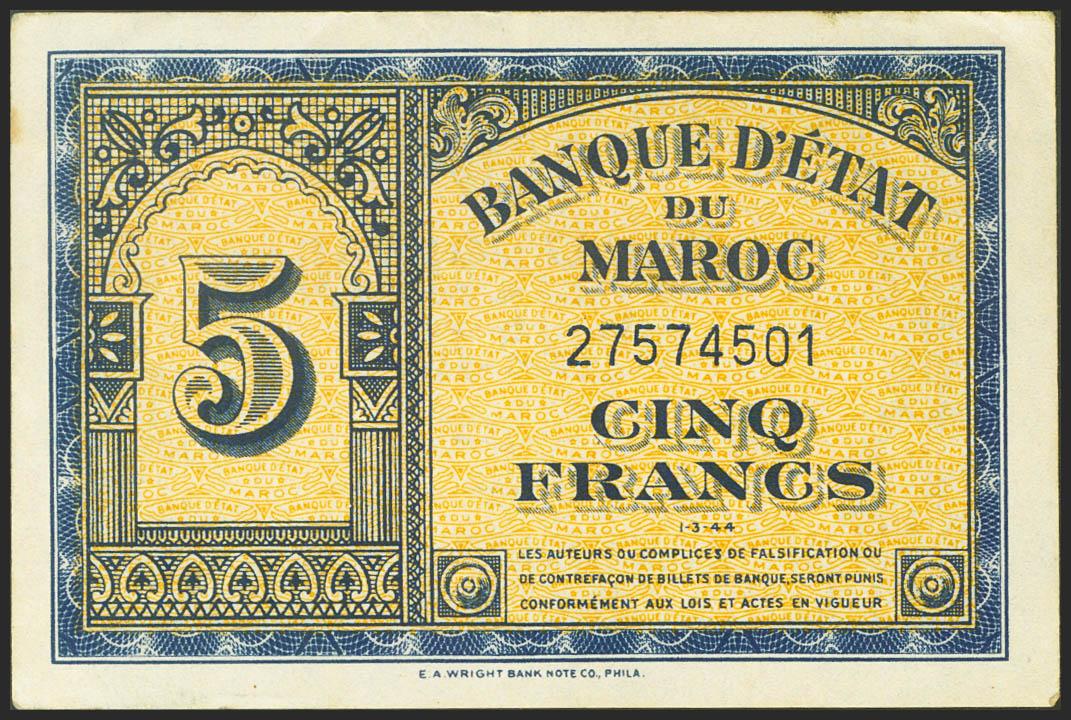 BANQUE D'ÉTAT
DU
MAROC
27574501
5
CINQ
FRANCS
1-3-44
LES AUTEURS OU COMPLICES DE FALSIFICATION OU
DE CONTREFAÇON DE BILLETS DE BANQUE, SERONT PUNIS
CONFORMÉMENT AUX LOIS ET ACTES EN VIGUEUR
E. A. WRIGHT BANK NOTE CO., PHILA.